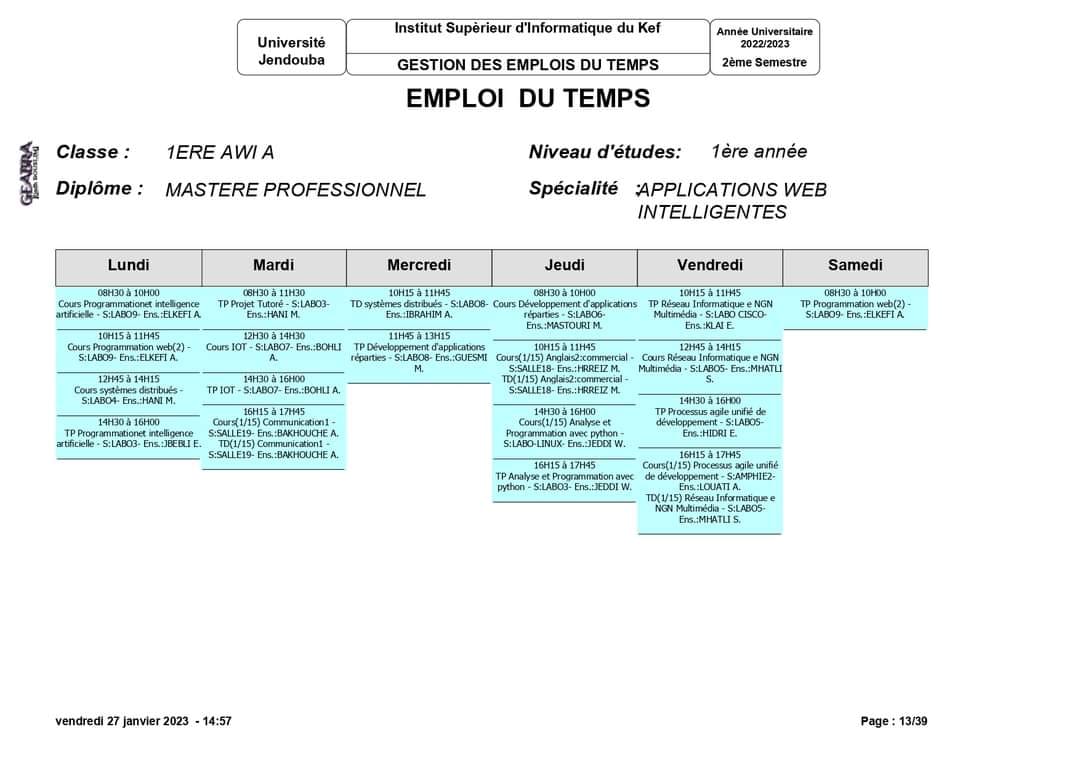 Université
Jendouba
Institut Supèrieur d'Informatique du Kef
GESTION DES EMPLOIS DU TEMPS
Année Universitaire
2022/2023
2ème Semestre
EMPLOI DU TEMPS
GEABRA
Classe : 1ERE AWI A
Niveau d'études: 1ère année
Diplôme : MASTERE PROFESSIONNEL
Spécialité : APPLICATIONS WEB
INTELLIGENTES
Lundi
08H30 à 10H00
Cours Programmationet intelligence
artificielle - S:LABO9- Ens.:ELKEFI A.
10H15 à 11H45
Cours Programmation web(2) -
S:LABO9- Ens.:ELKEFI A.
12H45 à 14H15
Cours systèmes distribués -
S:LABO4- Ens.:HANI M.
14H30 à 16H00
TP Programmationet intelligence
artificielle - S:LABO3- Ens.:JBEBLI E.
Mardi
08H30 à 11H30
TP Projet Tutoré - S:LABO3-
Ens.:HANI M.
12H30 à 14H30
Cours IOT - S:LABO7- Ens.:BOHLI
A.
14H30 à 16H00
TP IOT - S:LABO7- Ens.:BOHLI A.
16H15 à 17H45
Cours(1/15) Communication1 -
S:SALLE19- Ens.:BAKHOUCHE A.
TD(1/15) Communication1 -
S:SALLE19- Ens.:BAKHOUCHE A.
Mercredi
10H15 à 11H45
TD systèmes distribués - S:LABO8-
Ens.:IBRAHIM A.
11H45 à 13H15
TP Développement d'applications
réparties - S:LABO8- Ens.:GUESMI
M.
Jeudi
08H30 à 10H00
Cours Développement d'applications
réparties - S:LABO6-
Ens.:MASTOURI M.
10H15 à 11H45
Cours(1/15) Anglais2:commercial -
S:SALLE18- Ens.:HRREIZ M.
TD(1/15) Anglais2:commercial -
S:SALLE18- Ens.:HRREIZ M.
14H30 à 16H00
Cours(1/15) Analyse et
Programmation avec python -
S:LABO-LINUX- Ens.:JEDDI W.
16H15 à 17H45
TP Analyse et Programmation avec
python - S:LABO3- Ens.:JEDDI W.
Vendredi
10H15 à 11H45
TP Réseau Informatique e NGN
Multimédia - S:LABO CISCO-
Ens.:KLAI E.
12H45 à 14H15
Cours Réseau Informatique e NGN
Multimédia - S:LABO5- Ens.:MHATLI
S.
14H30 à 16H00
TP Processus agile unifié de
développement - S:LABO5-
Ens.:HIDRI E.
16H15 à 17H45
Cours(1/15) Processus agile unifié
de développement - S:AMPHIE2-
Ens.:LOUATI A.
TD(1/15) Réseau Informatique e
NGN Multimédia - S:LABO5-
Ens.:MHATLI S.
Samedi
08H30 à 10H00
TP Programmation web(2) -
S:LABO9- Ens.:ELKEFI A.
vendredi 27 janvier 2023 - 14:57
Page : 13/39